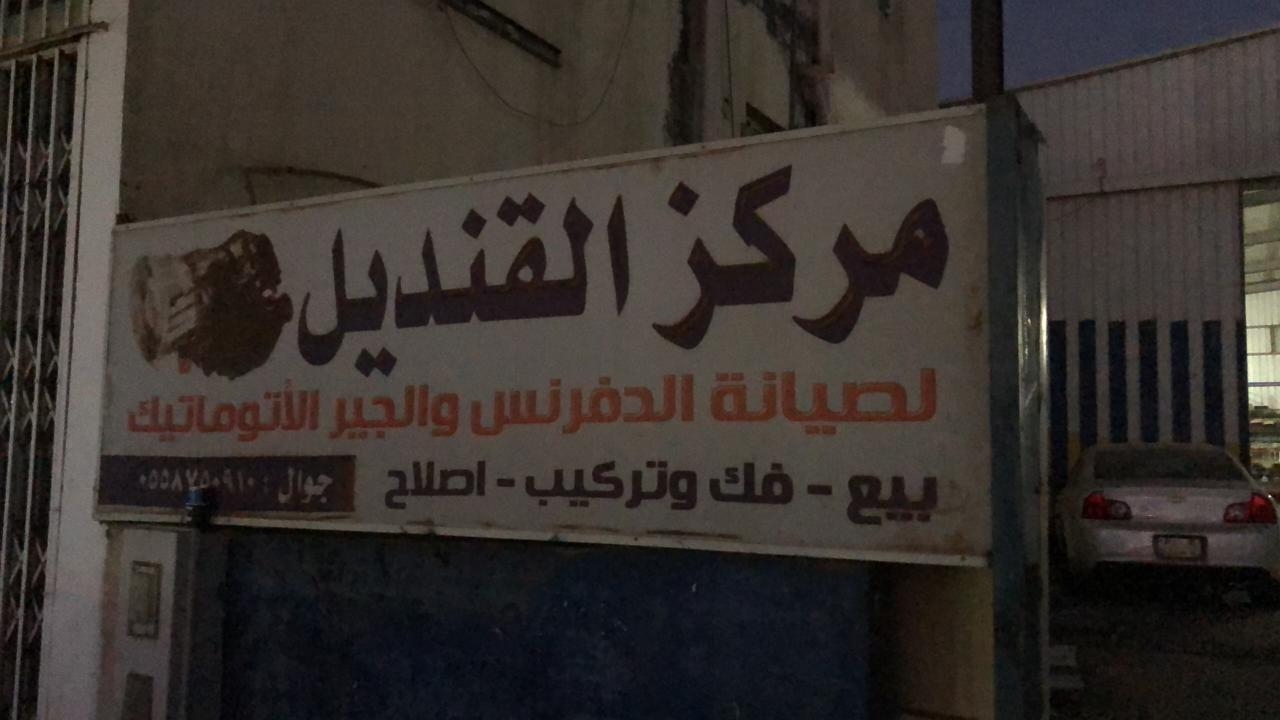 مركز القنديل
لصيانة الدفرنس والجير الأتوماتيك
بيع - فك وتركيب - اصلاح
جوال : ٠٥٥٨٧٥٠٩١٠